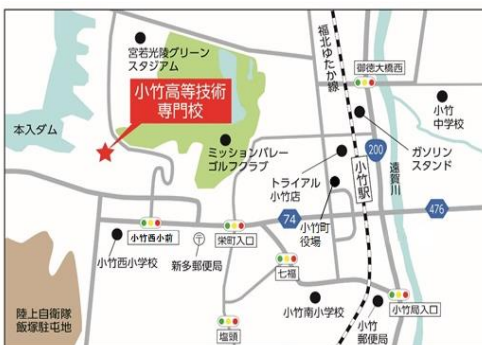 宮若光陵グリーン
スタジアム
小竹高等技術
専門校
本入ダム
福北ゆたか線
御徳大橋西
小竹
中学校
ミッションバレー
ゴルフクラブ
トライアル
小竹店
小竹駅
200
ガソリン
スタンド
遠賀川
74
476
小竹町
役場
小竹西小前
小竹西小学校
〒
新多郵便局
栄町入口
七福
小竹南小学校
小竹
郵便局
小竹局入口
塩頭
陸上自衛隊
飯塚駐屯地